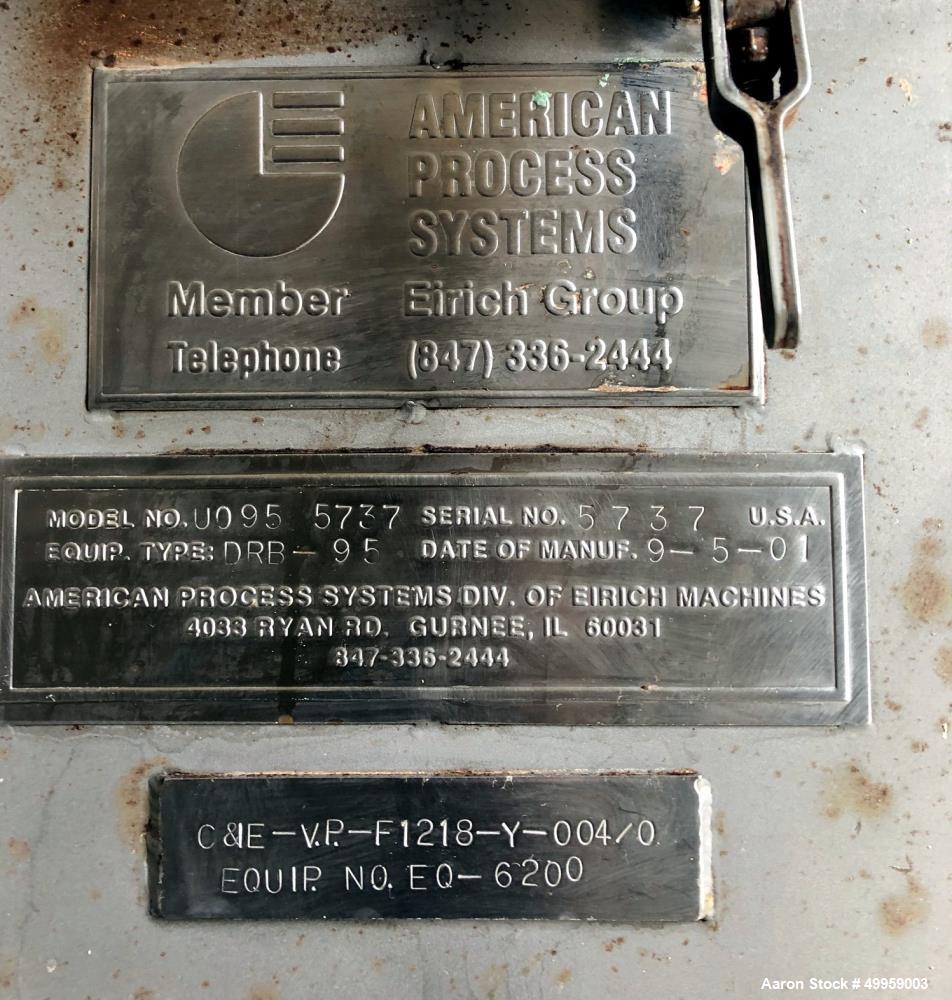 AMERICAN
PROCESS
SYSTEMS
Member Eirich Group
Telephone (847) 336-2444
MODEL NO. U095 5737 SERIAL NO. 5737 U.S.A.
EQUIP. TYPE: DRB-95 DATE OF MANUF. 9-5-01
AMERICAN PROCESS SYSTEMS DIV. OF EIRICH MACHINES
4033 RYAN RD. GURNEE, IL 60031
847-336-2444
C&IE-V.P.-F1218-Y-004/0
EQUIP. NO. EQ-6200
Aaron Stock # 49959003